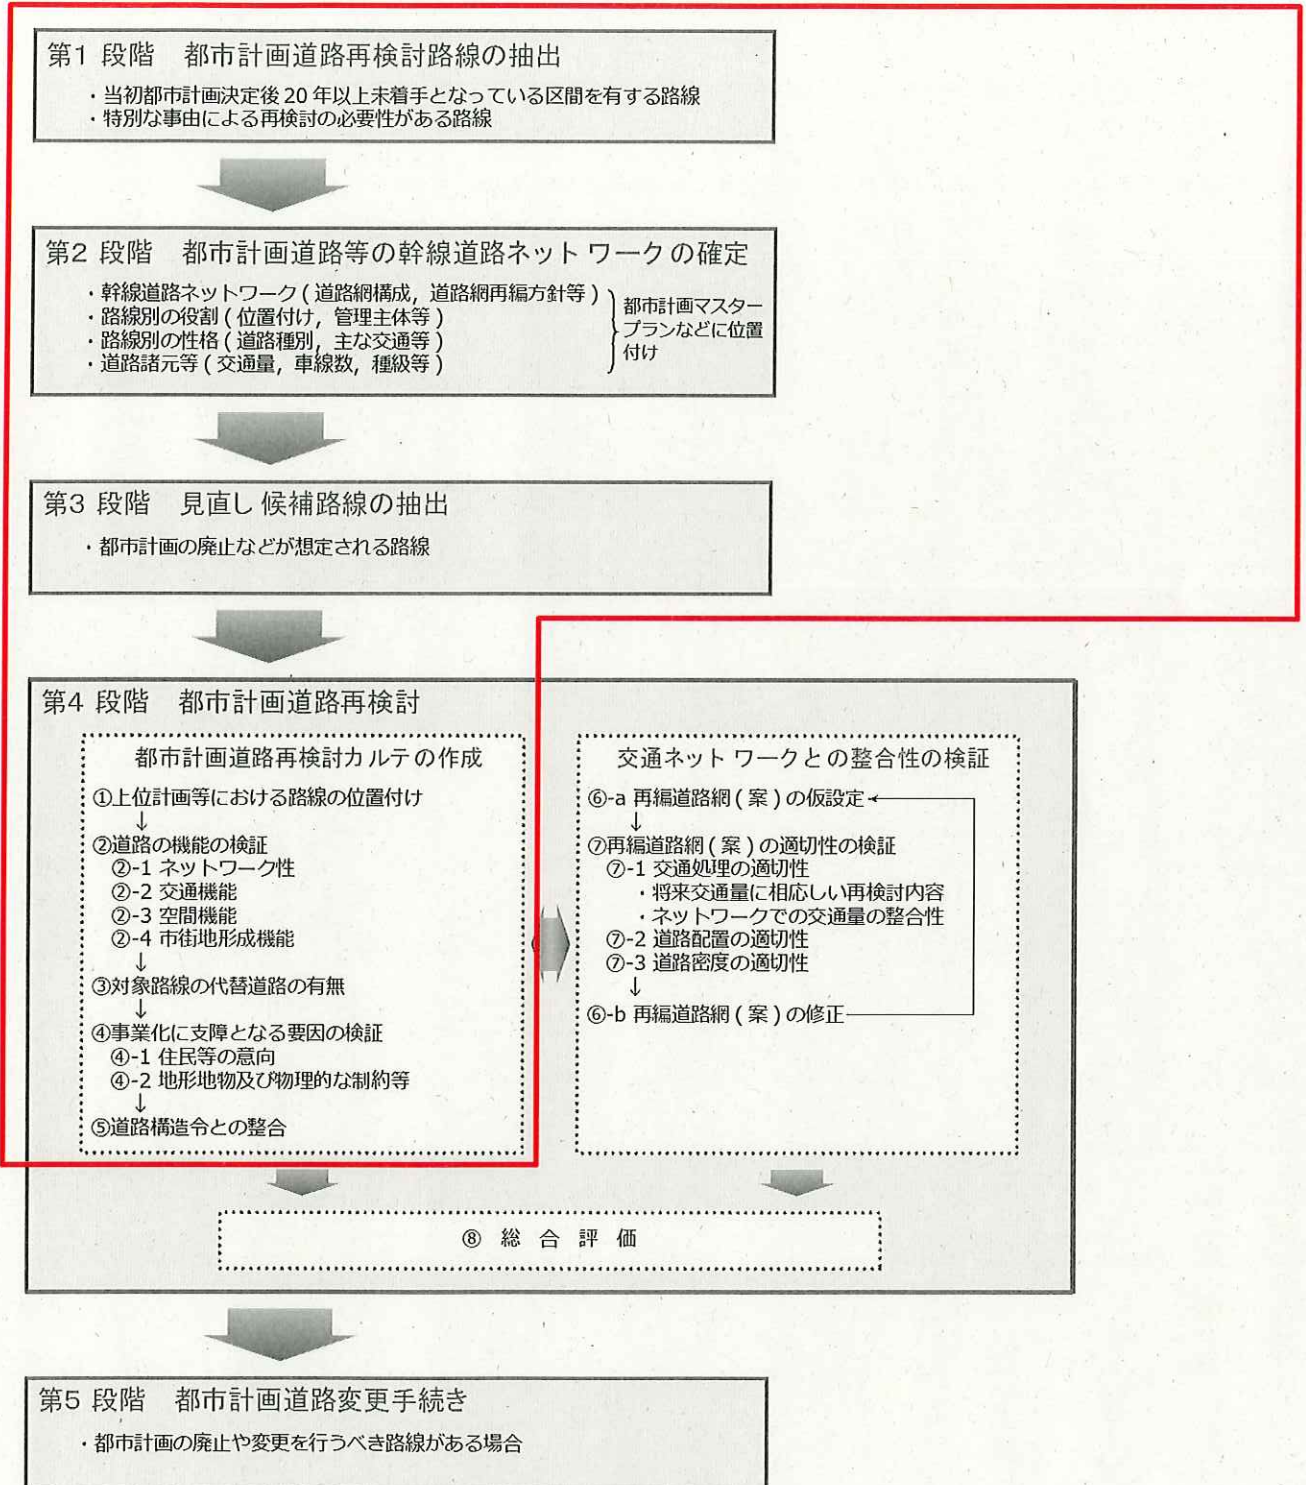 第1 段階　都市計画道路再検討路線の抽出
・当初都市計画決定後 20 年以上未着手となっている区間を有する路線
・特別な事由による再検討の必要性がある路線
第2 段階　都市計画道路等の幹線道路ネットワークの確定
・幹線道路ネットワーク ( 道路網構成，道路網再編方針等 )
・路線別の役割 ( 位置付け，管理主体等 )
・路線別の性格 ( 道路種別，主な交通等 )
・道路諸元等 ( 交通量，車線数，種級等 )
都市計画マスター
プランなどに位置
付け
第3 段階　見直し候補路線の抽出
・都市計画の廃止などが想定される路線
第4 段階　都市計画道路再検討
都市計画道路再検討カルテの作成
①上位計画等における路線の位置付け
↓
②道路の機能の検証
②-1 ネットワーク性
②-2 交通機能
②-3 空間機能
②-4 市街地形成機能
↓
③対象路線の代替道路の有無
↓
④事業化に支障となる要因の検証
④-1 住民等の意向
④-2 地形地物及び物理的な制約等
↓
⑤道路構造令との整合
交通ネットワークとの整合性の検証
⑥-a 再編道路網 ( 案 ) の仮設定
↓
⑦再編道路網 ( 案 ) の適切性の検証
⑦-1 交通処理の適切性
・将来交通量に相応しい再検討内容
・ネットワークでの交通量の整合性
⑦-2 道路配置の適切性
⑦-3 道路密度の適切性
↓
⑥-b 再編道路網 ( 案 ) の修正
⑧ 総 合 評 価
第5 段階　都市計画道路変更手続き
・都市計画の廃止や変更を行うべき路線がある場合